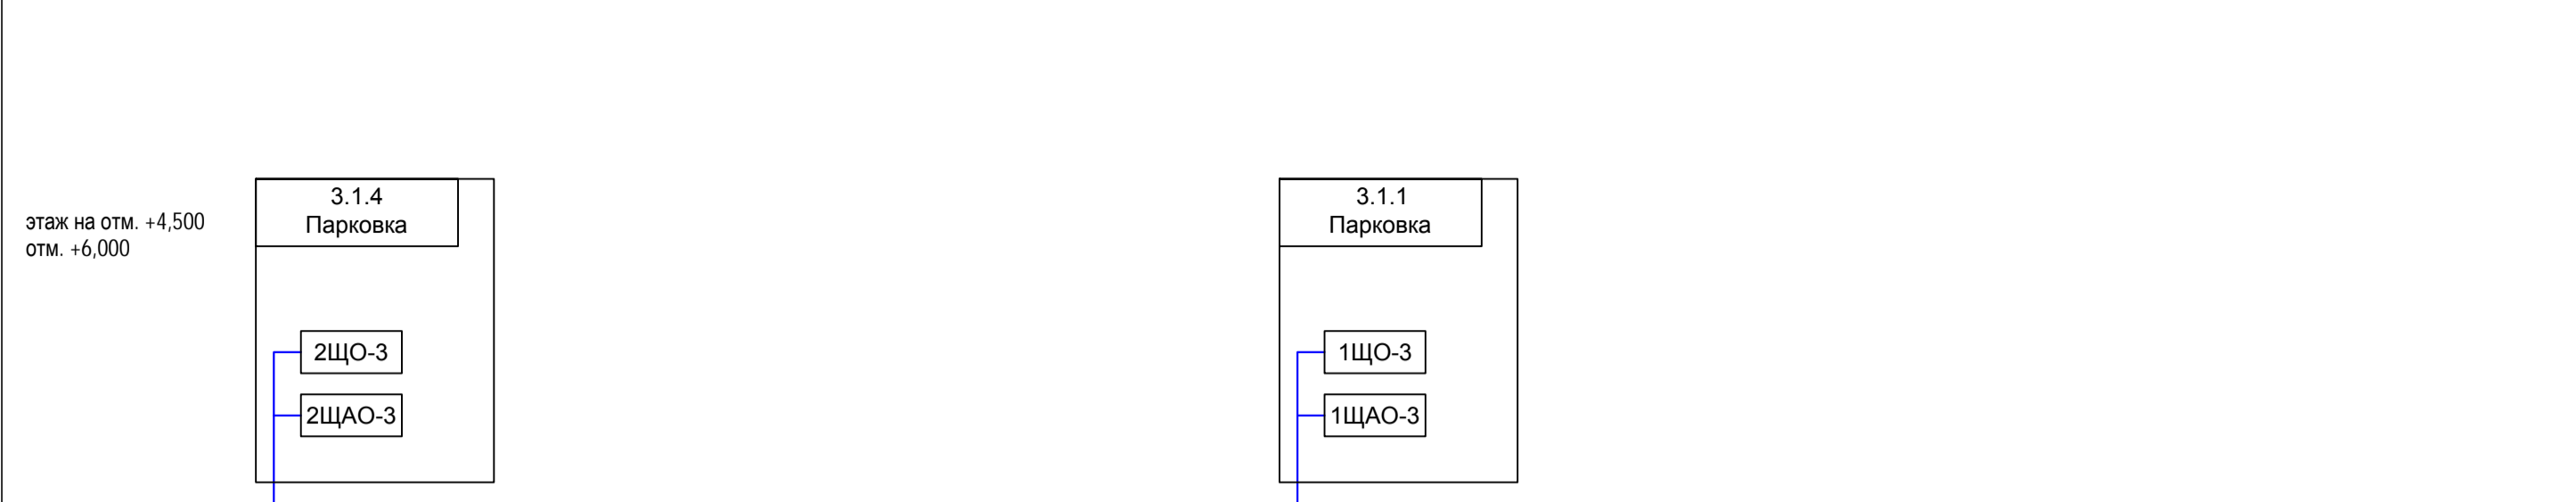 этаж на отм. +4,500
отм. +6,000
3.1.4
Парковка
2ЩО-3
2ЩАО-3
3.1.1
Парковка
1ЩО-3
1ЩАО-3